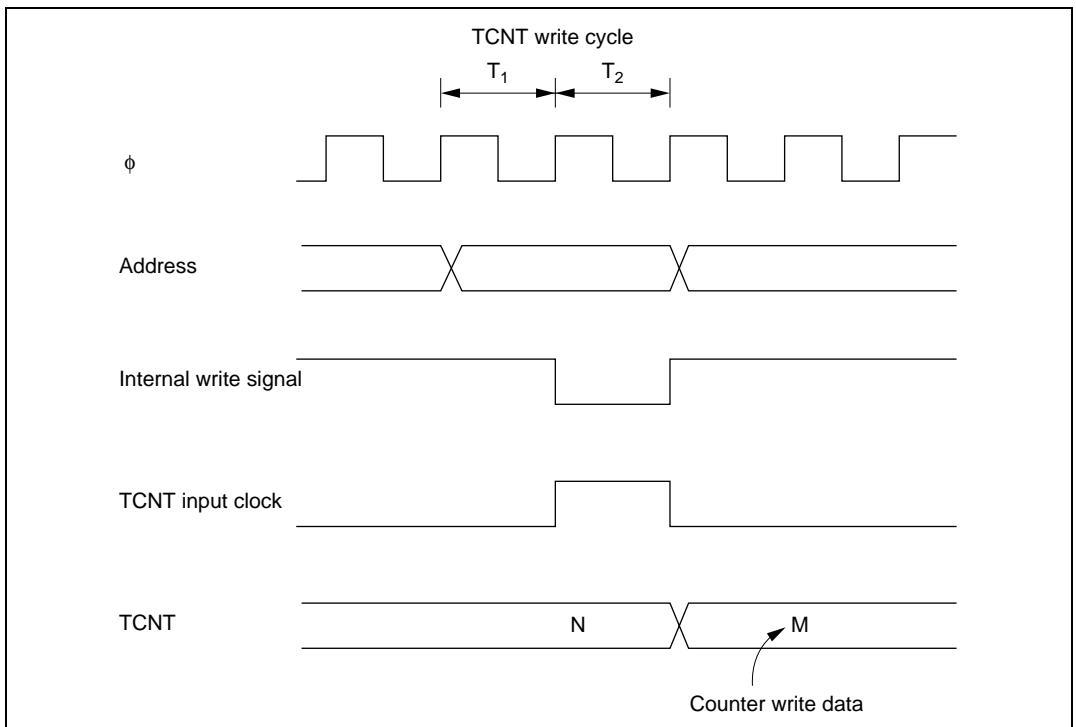 TCNT write cycle
T1 T2
ϕ
Address
Internal write signal
TCNT input clock
TCNT N M
Counter write data